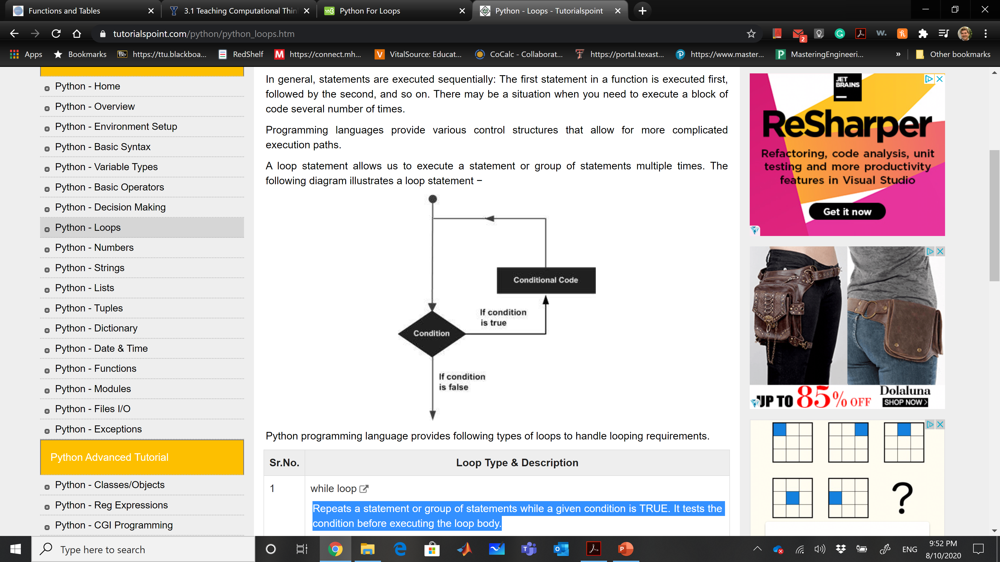 Functions and Tables
3.1 Teaching Computational Thin
Python For Loops
Python - Loops - Tutorialspoint
tutorialspoint.com/python/python_loops.htm
2
Apps
Bookmarks
Bb
https://ttu.blackboa...
RedShelf
M
https://connect.mh...
V
VitalSource: Educat...
CoCalc - Collaborat...
https://portal.texast...
https://www.master...
MasteringEngineeri...
»
Other bookmarks
Python - Home
Python - Overview
Python - Environment Setup
Python - Basic Syntax
Python - Variable Types
Python - Basic Operators
Python - Decision Making
Python - Loops
Python - Numbers
Python - Strings
Python - Lists
Python - Tuples
Python - Dictionary
Python - Date & Time
Python - Functions
Python - Modules
Python - Files I/O
Python - Exceptions
Python Advanced Tutorial
Python - Classes/Objects
Python - Reg Expressions
Python - CGI Programming
In general, statements are executed sequentially: The first statement in a function is executed first,
followed by the second, and so on. There may be a situation when you need to execute a block of
code several number of times.
Programming languages provide various control structures that allow for more complicated
execution paths.
A loop statement allows us to execute a statement or group of statements multiple times. The
following diagram illustrates a loop statement −
Conditional Code
If condition
is true
Condition
If condition
is false
Python programming language provides following types of loops to handle looping requirements.
Sr.No.
Loop Type & Description
1
while loop
Repeats a statement or group of statements while a given condition is TRUE. It tests the
condition before executing the loop body.
JET
BRAINS
ReSharper
Refactoring, code analysis, unit
testing and more productivity
features in Visual Studio
Get it now
UP TO 85% OFF
Dolaluna
SHOP NOW >
?
Type here to search
ENG
9:52 PM
8/10/2020